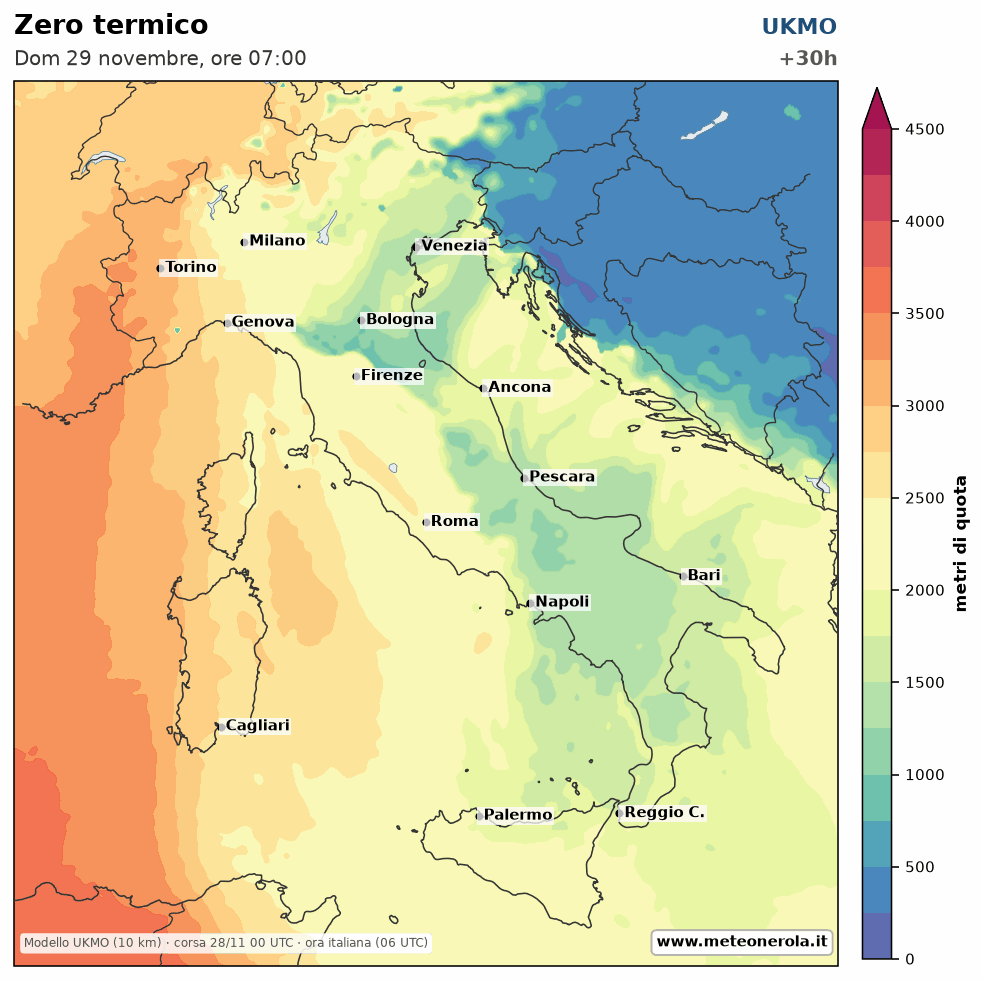 Zero termico
UKMO
Dom 29 novembre, ore 07:00
+30h
Milano
Venezia
Torino
Genova
Bologna
Firenze
Ancona
Pescara
Roma
Bari
Napoli
Cagliari
Palermo
Reggio C.
4500
4000
3500
3000
2500
2000
1500
1000
500
0
metri di quota
Modello UKMO (10 km) · corsa 28/11 00 UTC · ora italiana (06 UTC)
www.meteonerola.it